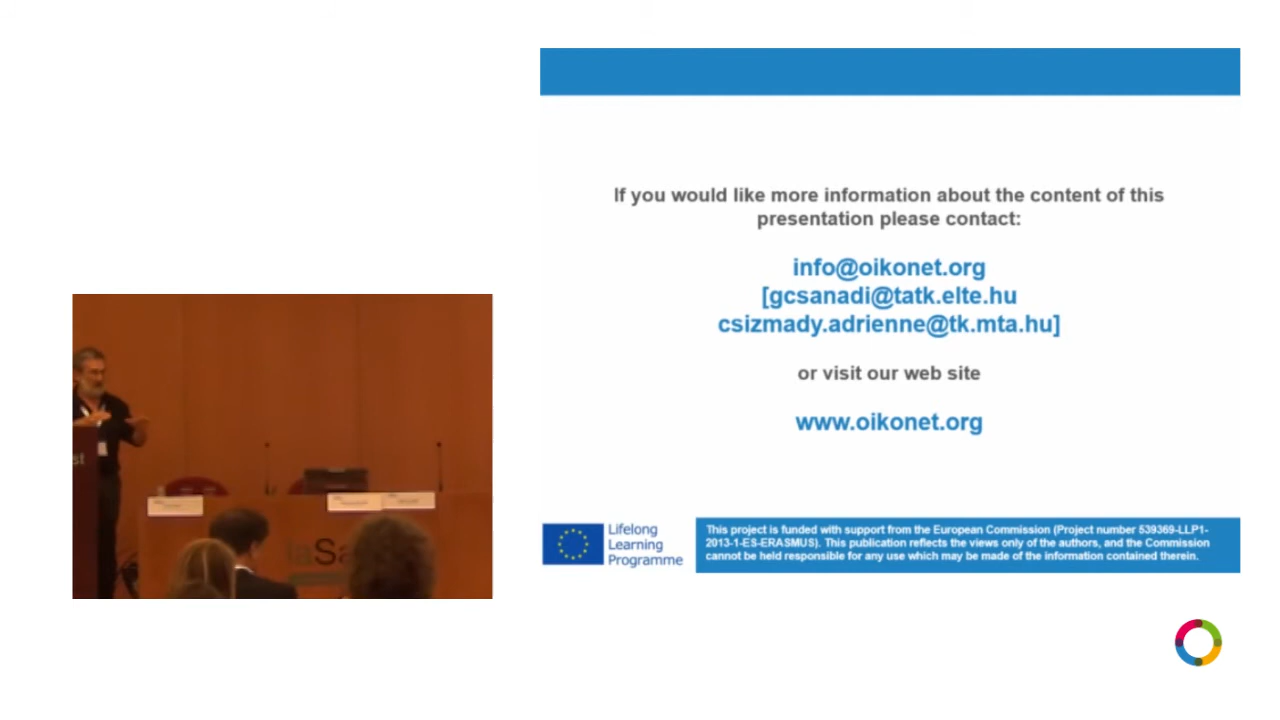 If you would like more information about the content of this
presentation please contact:
info@oikonet.org
[gcsanadi@tatk.elte.hu
csizmady.adrienne@tk.mta.hu]
or visit our web site
www.oikonet.org
Lifelong
Learning
Programme
This project is funded with support from the European Commission (Project number 539369-LLP1-
2013-1-ES-ERASMUS). This publication reflects the views only of the authors, and the Commission
cannot be held responsible for any use which may be made of the information contained therein.